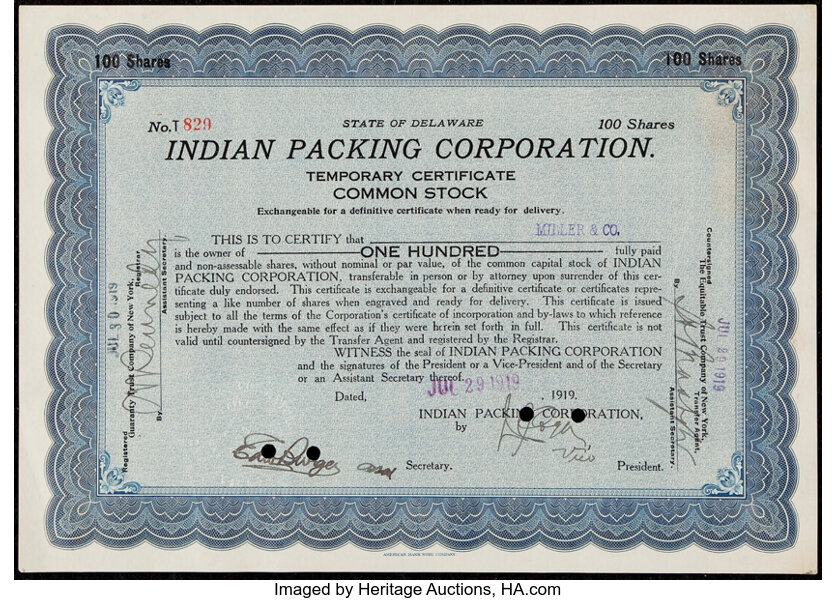 100 Shares 100 Shares
No. T 829 STATE OF DELAWARE 100 Shares
INDIAN PACKING CORPORATION.
TEMPORARY CERTIFICATE
COMMON STOCK
Exchangeable for a definitive certificate when ready for delivery.
THIS IS TO CERTIFY that MILLER & CO.
is the owner of ONE HUNDRED fully paid
and non-assessable shares, without nominal or par value, of the common capital stock of INDIAN
PACKING CORPORATION, transferable in person or by attorney upon surrender of this cer-
tificate duly endorsed. This certificate is exchangeable for a definitive certificate or certificates repre-
senting a like number of shares when engraved and ready for delivery. This certificate is issued
subject to all the terms of the Corporation's certificate of incorporation and by-laws to which reference
is hereby made with the same effect as if they were herein set forth in full. This certificate is not
valid until countersigned by the Transfer Agent and registered by the Registrar.
WITNESS the seal of INDIAN PACKING CORPORATION
and the signatures of the President or a Vice-President and of the Secretary
or an Assistant Secretary thereof.
Dated, JUL 29 1919 , 1919.
INDIAN PACKING CORPORATION,
by
Vice President.
Asst Secretary.
Registered JUL 30 1919
Guaranty Trust Company of New York,
Registrar
By
Assistant Secretary.
Countersigned
The Equitable Trust Company of New York,
Transfer Agent,
JUL 30 1919
By
Assistant Secretary.
AMERICAN BANK NOTE COMPANY
Imaged by Heritage Auctions, HA.com